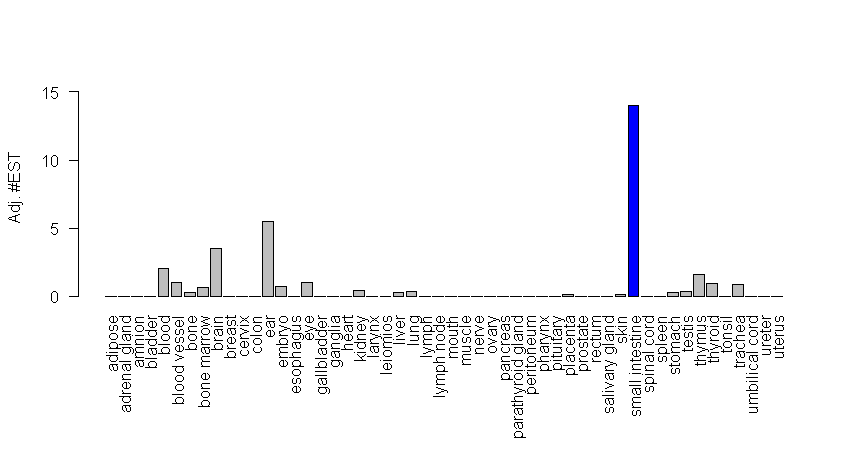 Adj. #EST
15
10
5
0
adipose
adrenal gland
amnion
bladder
blood
blood vessel
bone
bone marrow
brain
breast
cervix
colon
ear
embryo
esophagus
eye
gallbladder
ganglia
heart
kidney
larynx
leiomios
liver
lung
lymph
lymph node
mouth
muscle
nerve
ovary
pancreas
parathyroid gland
peritoneum
pharynx
pituitary
placenta
prostate
rectum
salivary gland
skin
small intestine
spinal cord
spleen
stomach
testis
thymus
thyroid
tonsil
trachea
umbilical cord
ureter
uterus